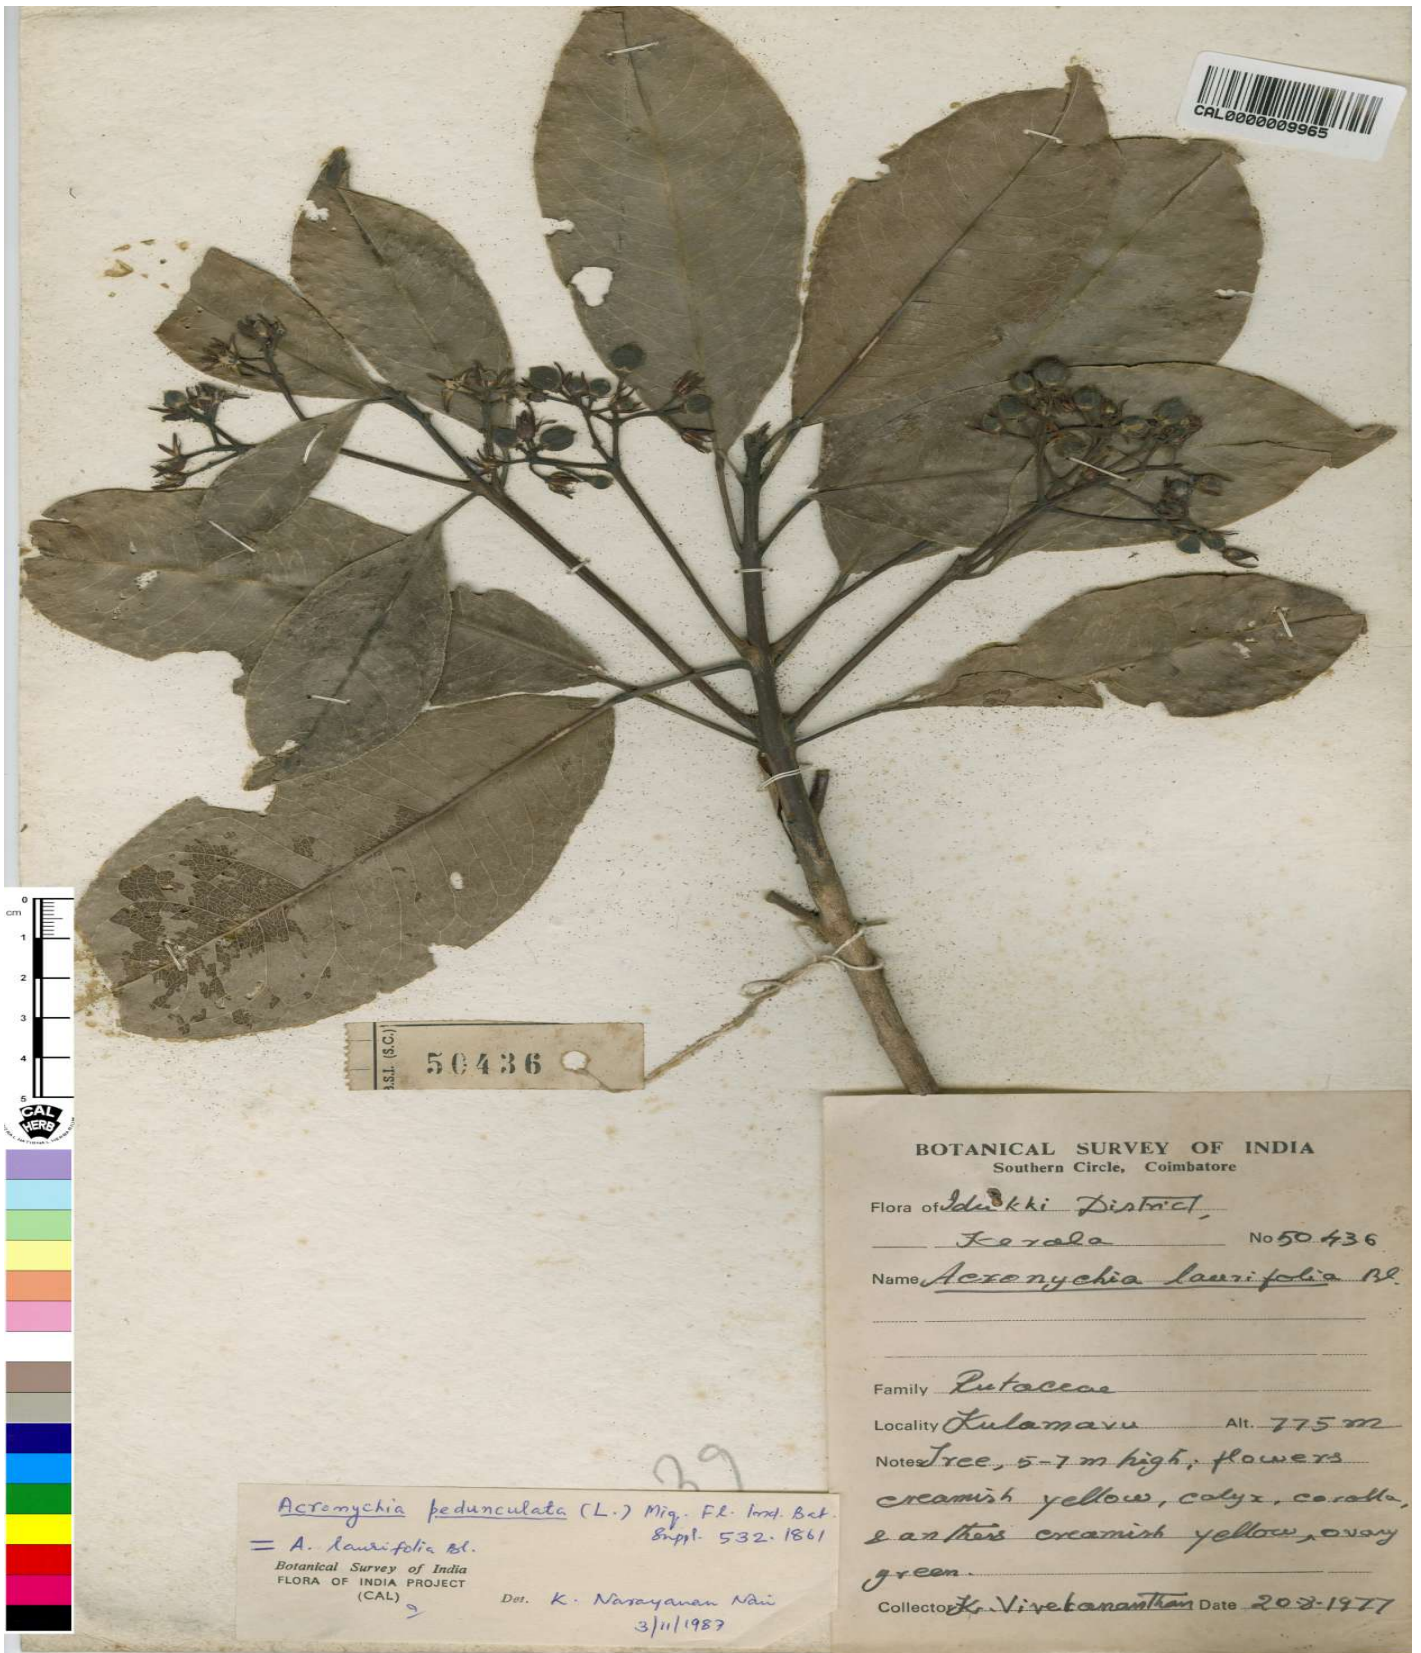 CAL0000009965
0
cm
1
2
3
4
5
CAL
HERB
B.S.I. (S.C.)
50436
BOTANICAL SURVEY OF INDIA
Southern Circle, Coimbatore
Flora of Idukki District,
Kerala No 50436
Name Acronychia laurifolia Bl.
Family Rutaceae
Locality Kulamavu Alt. 775 m
Notes Tree, 5-7 m high; flowers
creamish yellow, calyx, corolla,
& anthers creamish yellow, ovary
green.
Collector K. Vivekananthan Date 20-8-1977
39
Acronychia pedunculata (L.) Miq. Fl. Ind. Bat.
Suppl. 532. 1861
= A. laurifolia Bl.
Botanical Survey of India
FLORA OF INDIA PROJECT
(CAL)
Det. K. Narayanan Nair
3/11/1987